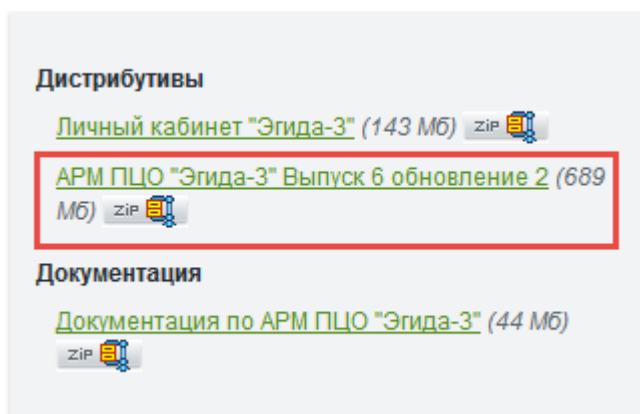 Дистрибутивы
Личный кабинет "Эгида-3" (143 Мб) ZIP
АРМ ПЦО "Эгида-3" Выпуск 6 обновление 2 (689
Мб) ZIP
Документация
Документация по АРМ ПЦО "Эгида-3" (44 Мб)
ZIP